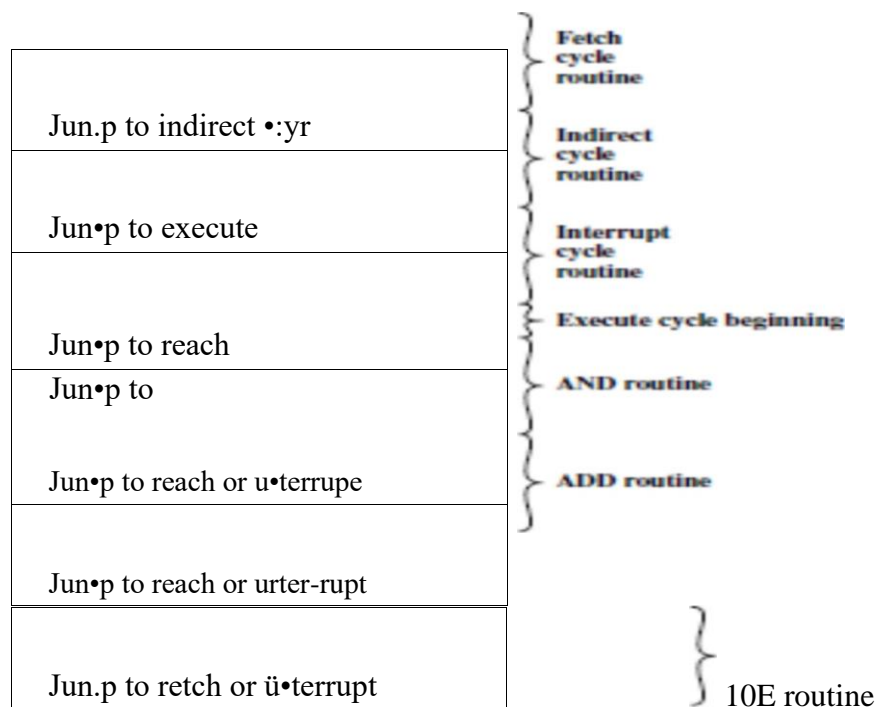 Fetch
cycle
routine
Jun.p to indirect •:yr
Indirect
cycle
routine
Jun•p to execute
Interrupt
cycle
routine
Jun•p to reach
Execute cycle beginning
Jun•p to
AND routine
Jun•p to reach or u•terrupe
ADD routine
Jun•p to reach or urter-rupt
Jun.p to retch or ü•terrupt
10E routine